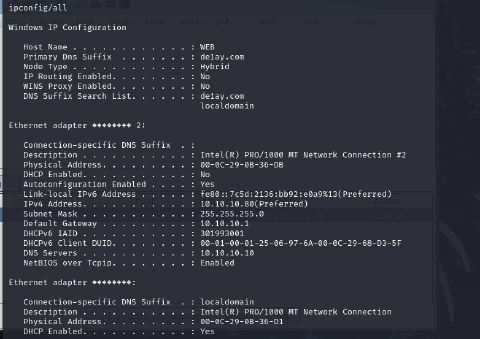 ipconfig/all
Windows IP Configuration
Host Name . . . . . . . . . . . . : WEB
Primary Dns Suffix . . . . . . . : de1ay.com
Node Type . . . . . . . . . . . . : Hybrid
IP Routing Enabled. . . . . . . . : No
WINS Proxy Enabled. . . . . . . . : No
DNS Suffix Search List. . . . . . : de1ay.com
localdomain
Ethernet adapter ******** 2:
Connection-specific DNS Suffix . :
Description . . . . . . . . . . . : Intel(R) PRO/1000 MT Network Connection #2
Physical Address. . . . . . . . . : 00-0C-29-0B-36-DB
DHCP Enabled. . . . . . . . . . . : No
Autoconfiguration Enabled . . . . : Yes
Link-local IPv6 Address . . . . . : fe80::7c5d:2136:bb92:e0a9%13(Preferred)
IPv4 Address. . . . . . . . . . . : 10.10.10.80(Preferred)
Subnet Mask . . . . . . . . . . . : 255.255.255.0
Default Gateway . . . . . . . . . : 10.10.10.1
DHCPv6 IAID . . . . . . . . . . . : 301993001
DHCPv6 Client DUID. . . . . . . . : 00-01-00-01-25-06-97-6A-00-0C-29-68-D3-5F
DNS Servers . . . . . . . . . . . : 10.10.10.10
NetBIOS over Tcpip. . . . . . . . : Enabled
Ethernet adapter ********:
Connection-specific DNS Suffix . : localdomain
Description . . . . . . . . . . . : Intel(R) PRO/1000 MT Network Connection
Physical Address. . . . . . . . . : 00-0C-29-0B-36-D1
DHCP Enabled. . . . . . . . . . . : Yes